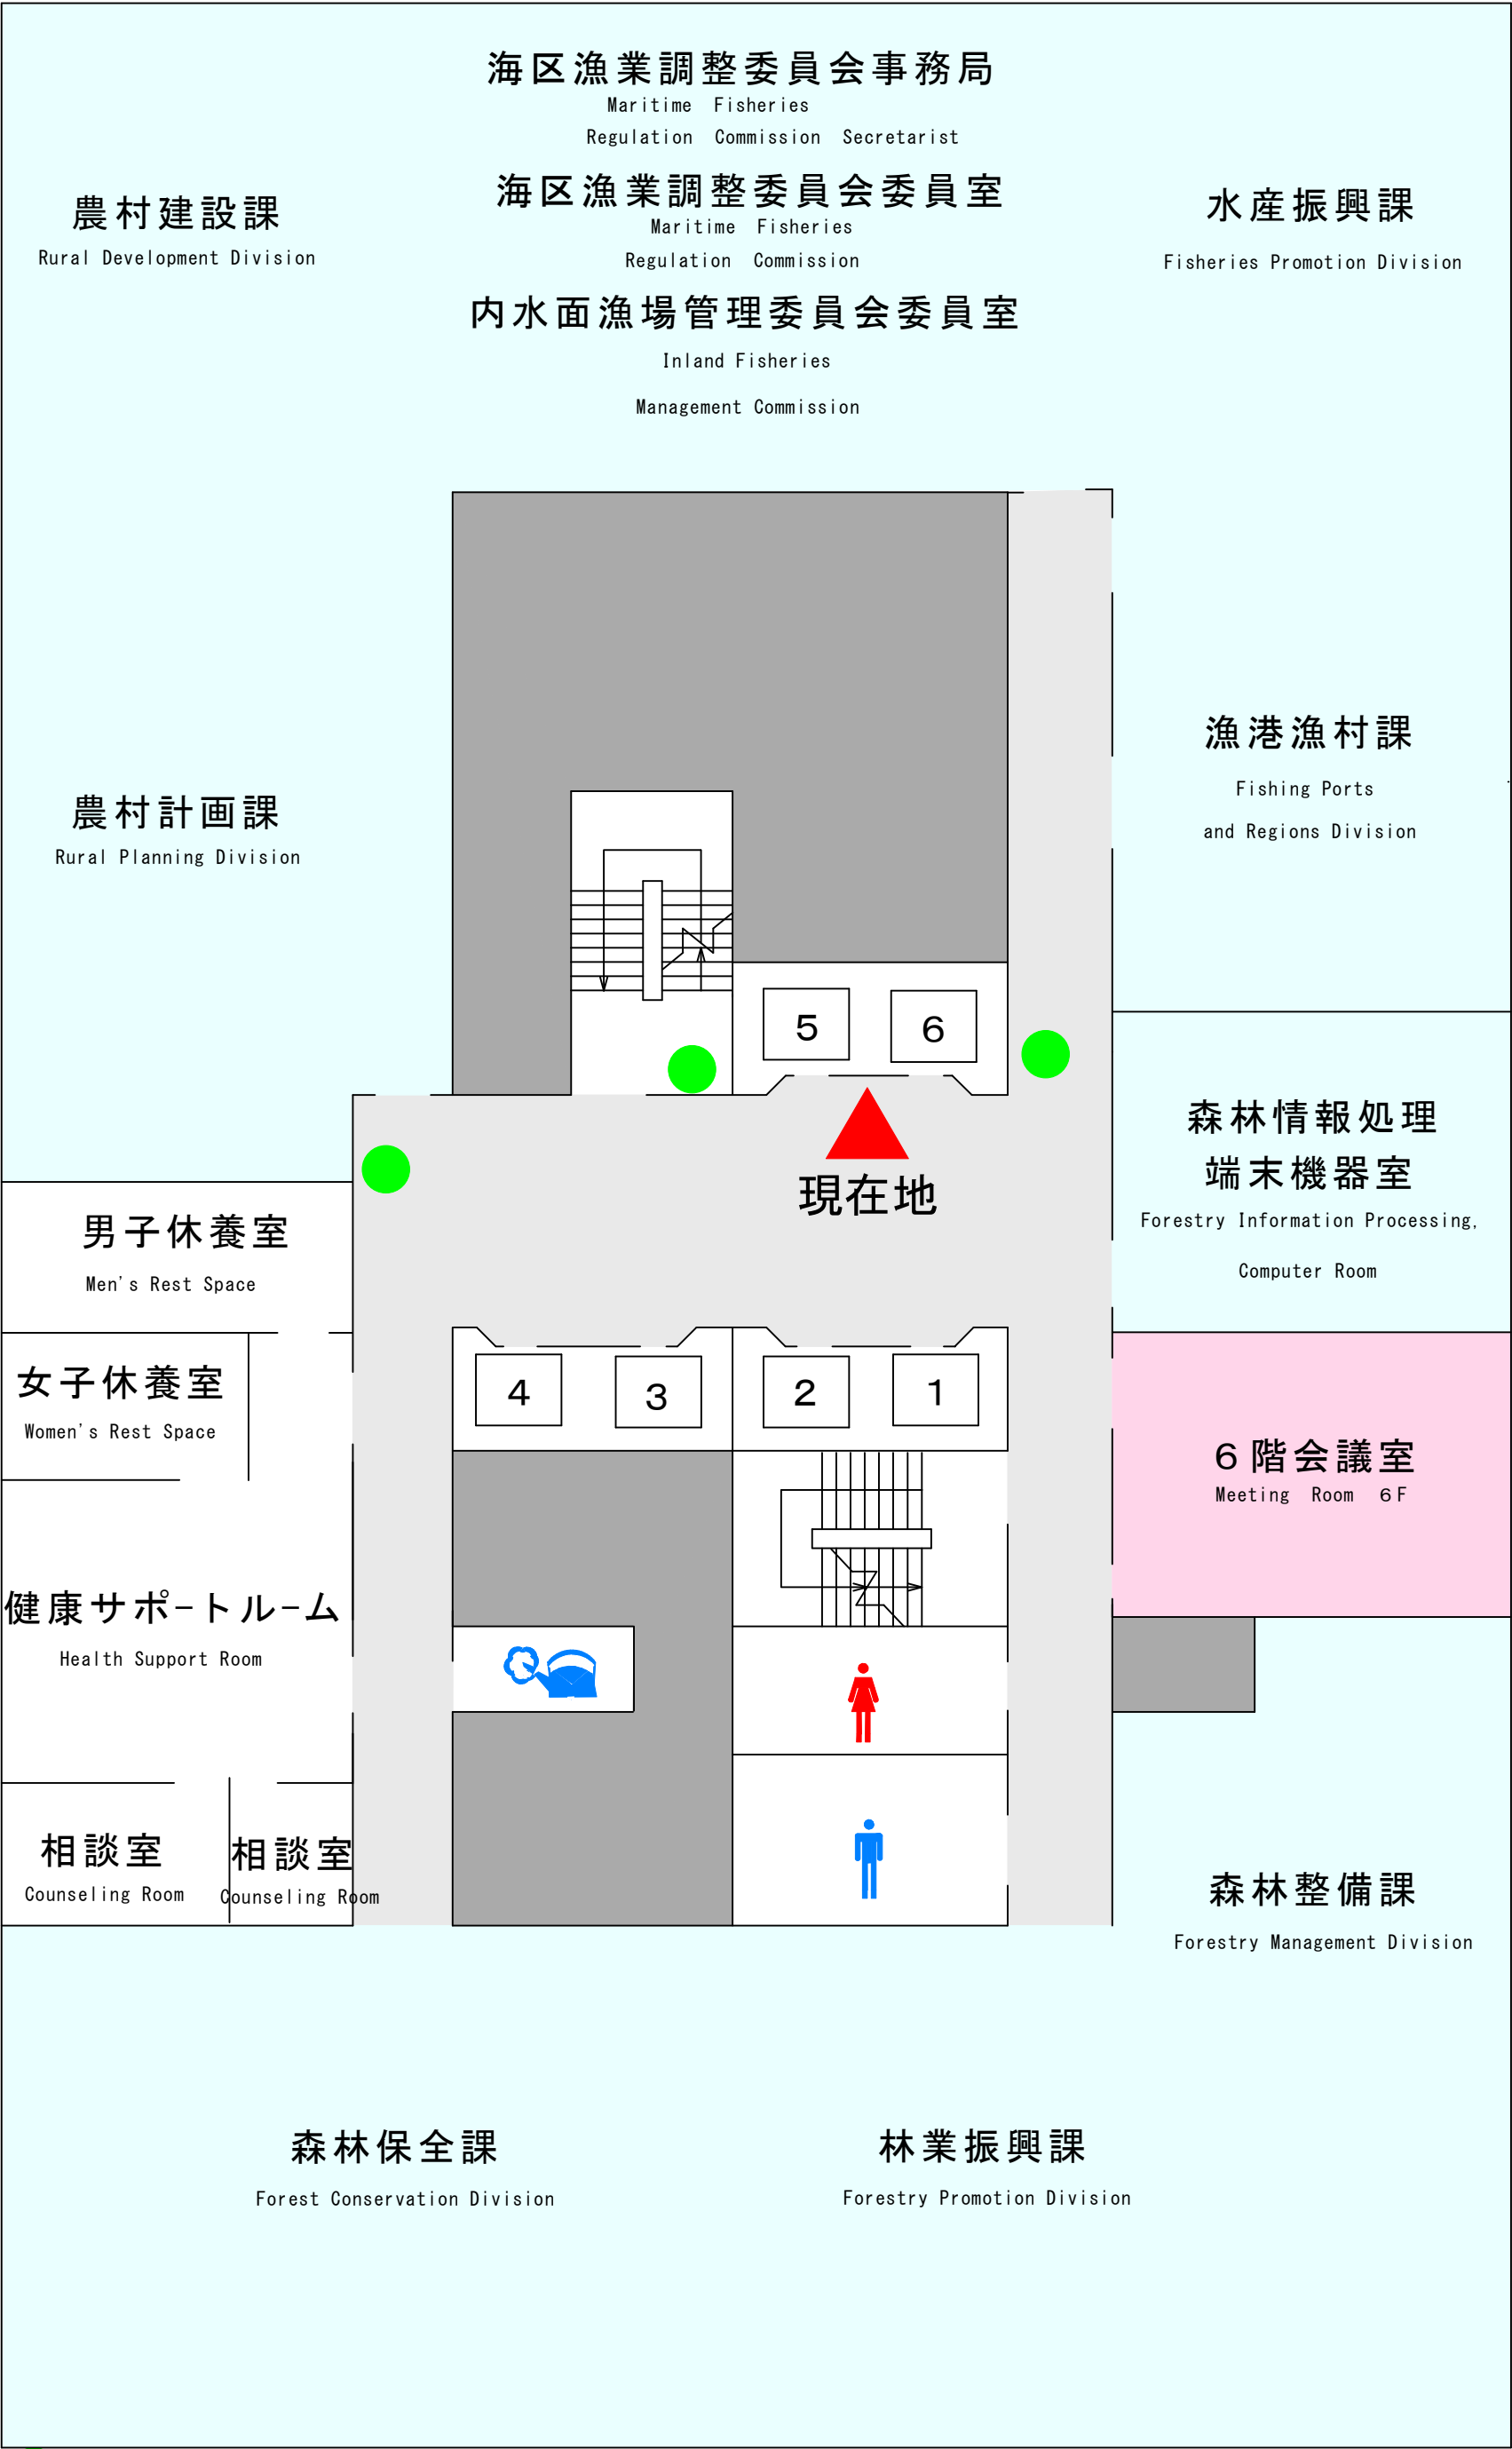 海区漁業調整委員会事務局
Maritime Fisheries
Regulation Commission Secretarist
海区漁業調整委員会委員室
Maritime Fisheries
Regulation Commission
内水面漁場管理委員会委員室
Inland Fisheries
Management Commission
農村建設課
Rural Development Division
水産振興課
Fisheries Promotion Division
漁港漁村課
Fishing Ports
and Regions Division
農村計画課
Rural Planning Division
5
6
現在地
森林情報処理
端末機器室
Forestry Information Processing,
Computer Room
男子休養室
Men's Rest Space
女子休養室
Women's Rest Space
4
3
2
1
6階会議室
Meeting Room 6F
健康サポートルーム
Health Support Room
相談室
Counseling Room
相談室
Counseling Room
森林整備課
Forestry Management Division
森林保全課
Forest Conservation Division
林業振興課
Forestry Promotion Division